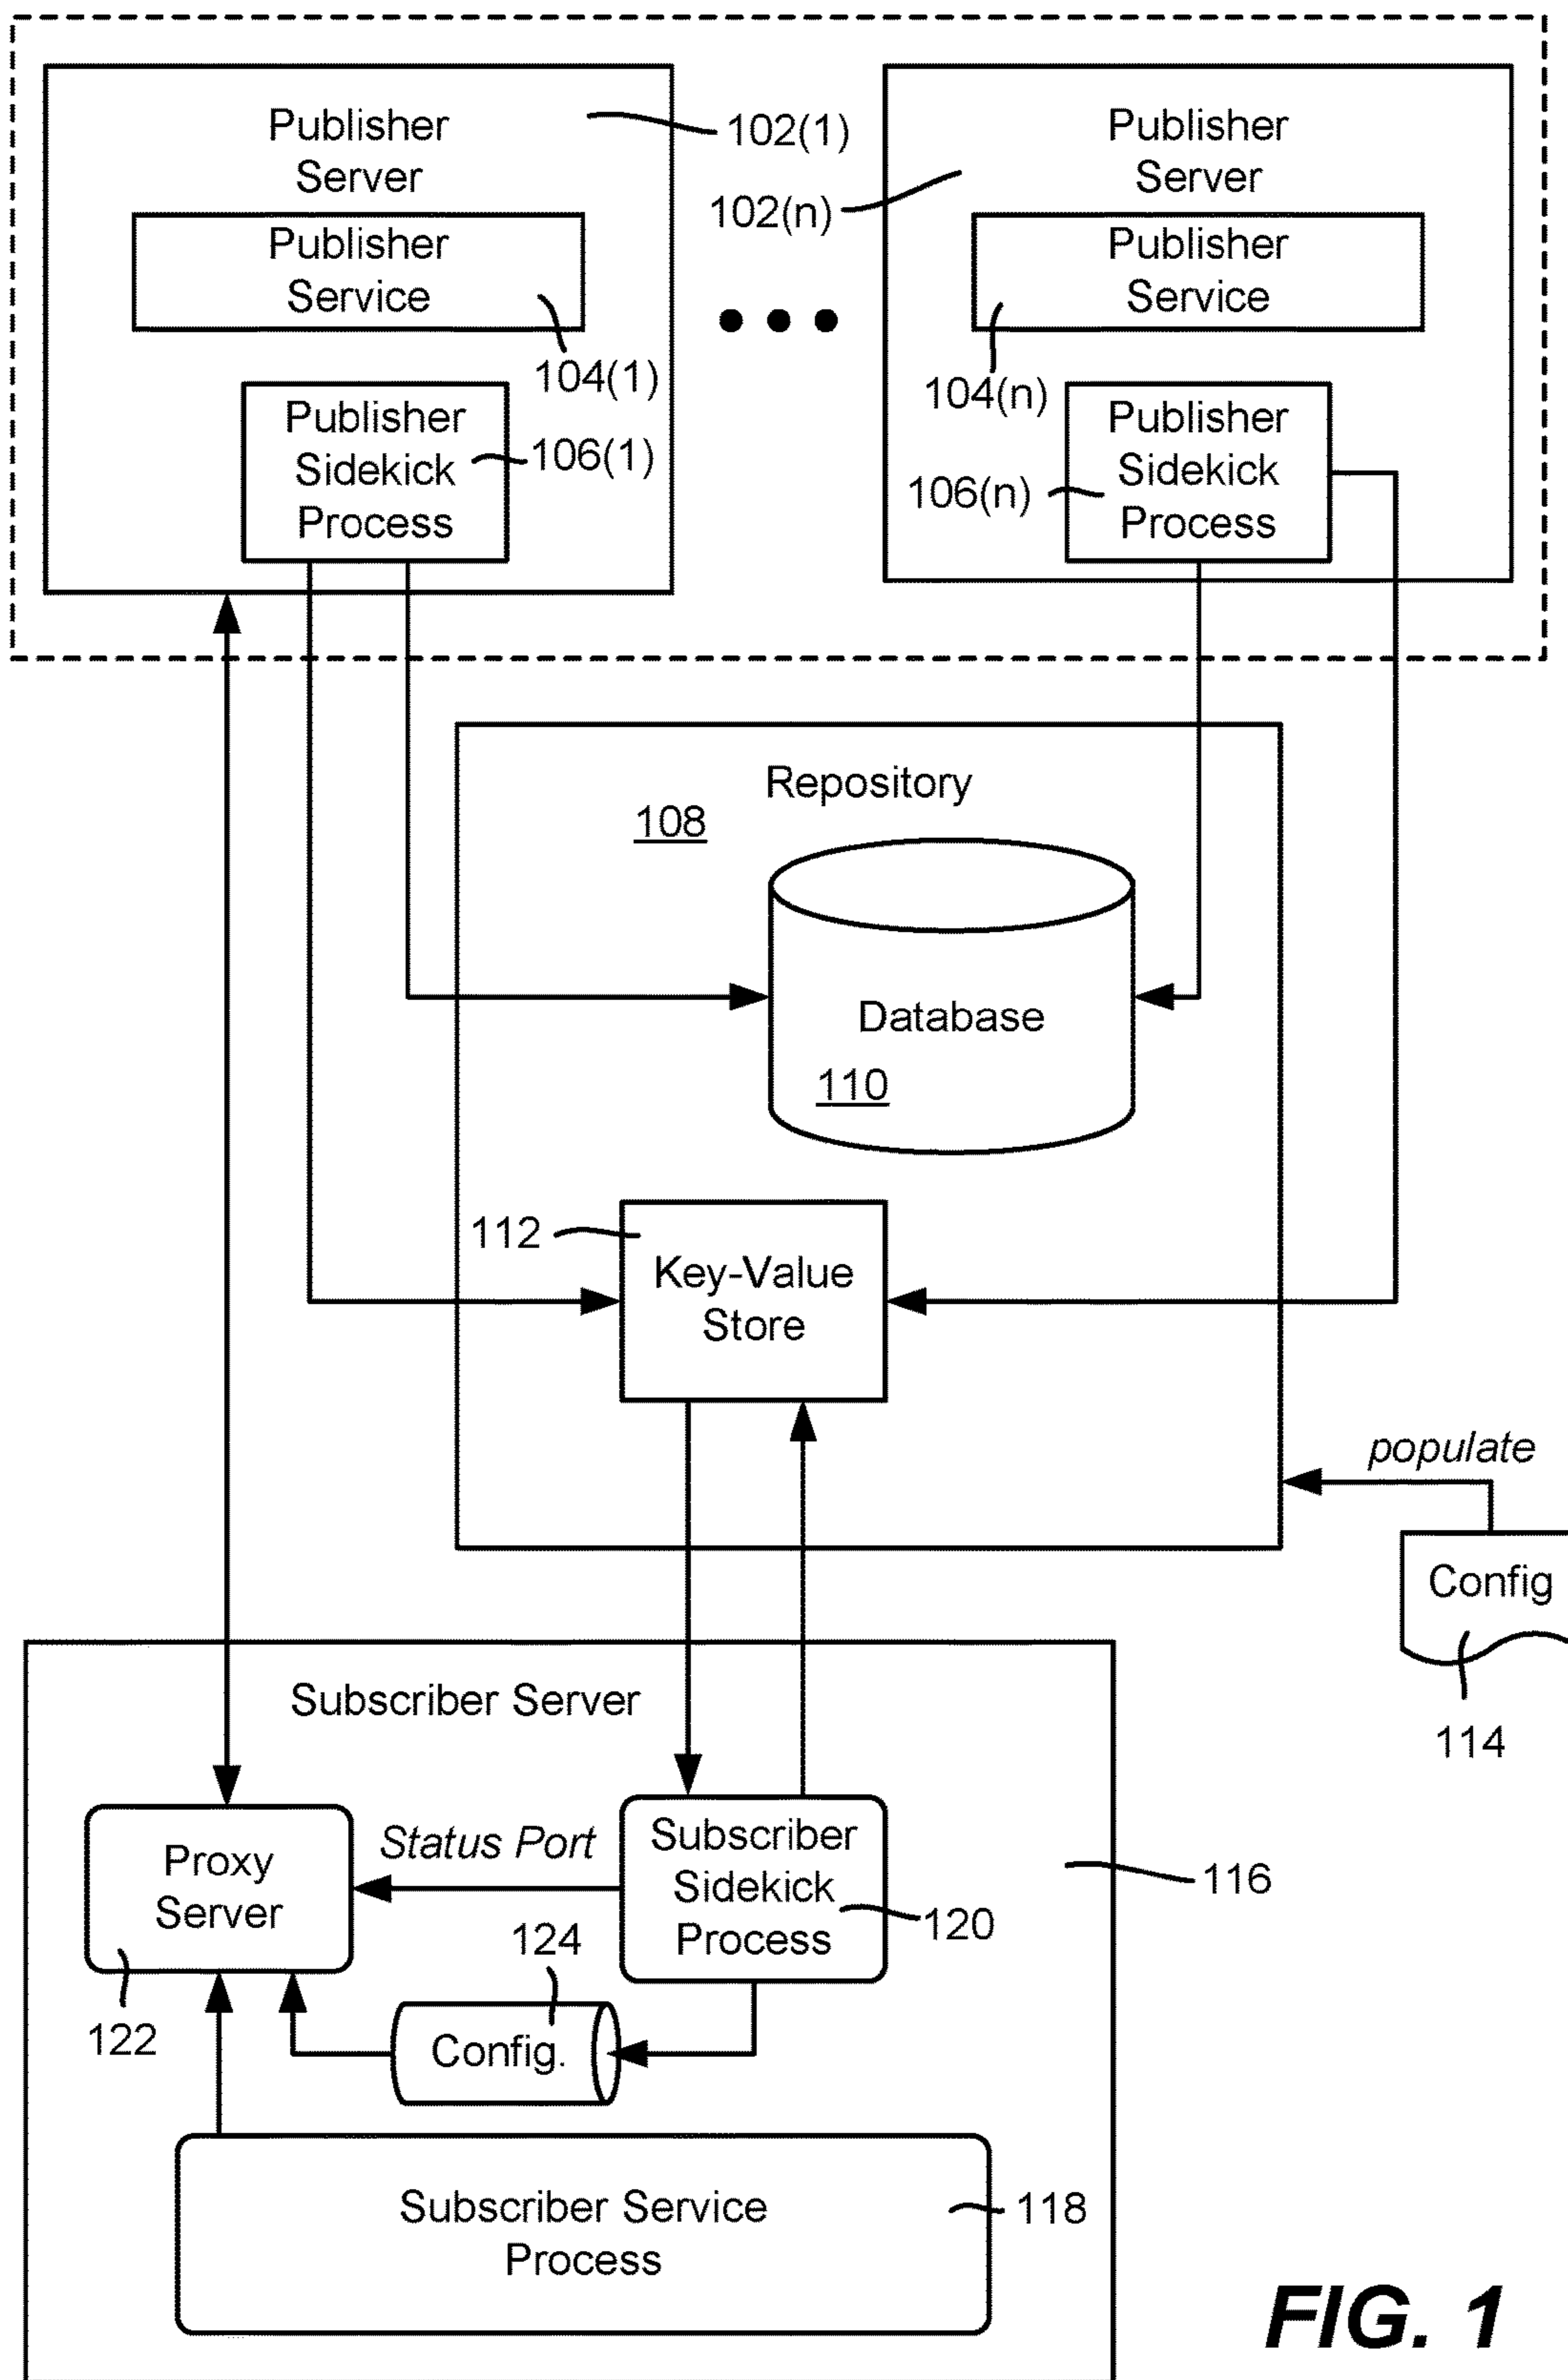 Publisher
Server
102(1)
Publisher
Service
104(1)
Publisher
Sidekick
Process
106(1)
Publisher
Server
102(n)
Publisher
Service
104(n)
Publisher
Sidekick
Process
106(n)
Repository
108
Database
110
112
Key-Value
Store
populate
Config
114
Subscriber Server
116
Proxy
Server
122
Status Port
Subscriber
Sidekick
Process
120
124
Config.
Subscriber Service
Process
118
FIG. 1